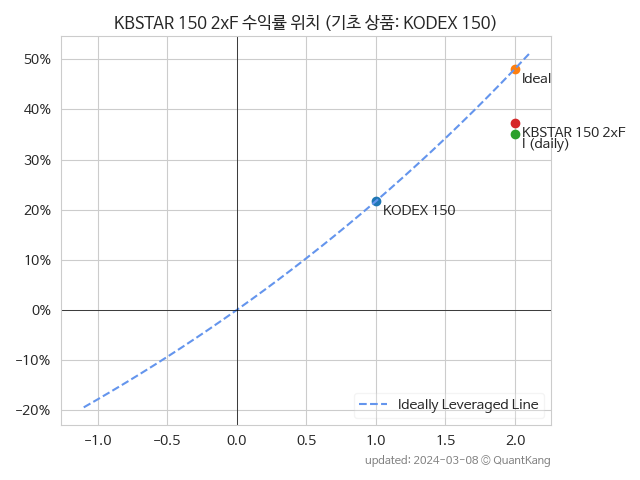 KBSTAR 150 2xF 수익률 위치 (기초 상품: KODEX 150)
50%
40%
30%
20%
10%
0%
−10%
−20%
Ideal
KBSTAR 150 2xF
I (daily)
KODEX 150
Ideally Leveraged Line
−1.0
−0.5
0.0
0.5
1.0
1.5
2.0
updated: 2024-03-08 © QuantKang